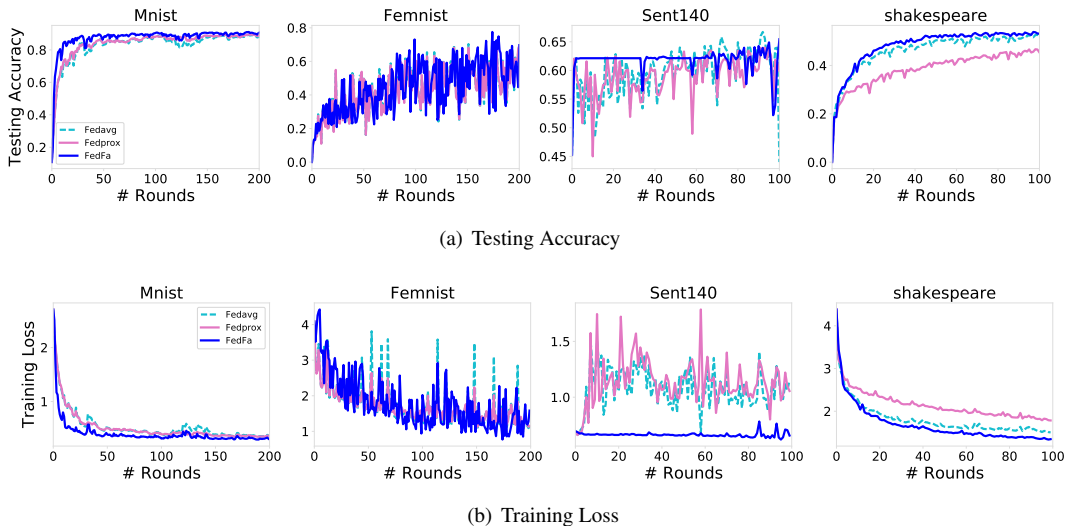 Mnist
Femnist
Sent140
shakespeare
Testing Accuracy
0.8
0.6
0.4
0.2
Fedavg
Fedprox
FedFa
0 50 100 150 200
# Rounds
0.8
0.6
0.4
0.2
0.0
0 50 100 150 200
# Rounds
0.65
0.60
0.55
0.50
0.45
0 20 40 60 80 100
# Rounds
0.4
0.2
0.0
0 20 40 60 80 100
# Rounds
(a) Testing Accuracy
Mnist
Femnist
Sent140
shakespeare
Training Loss
2
1
Fedavg
Fedprox
FedFa
0 50 100 150 200
# Rounds
4
3
2
1
0 50 100 150 200
# Rounds
1.5
1.0
0 20 40 60 80 100
# Rounds
4
3
2
0 20 40 60 80 100
# Rounds
(b) Training Loss